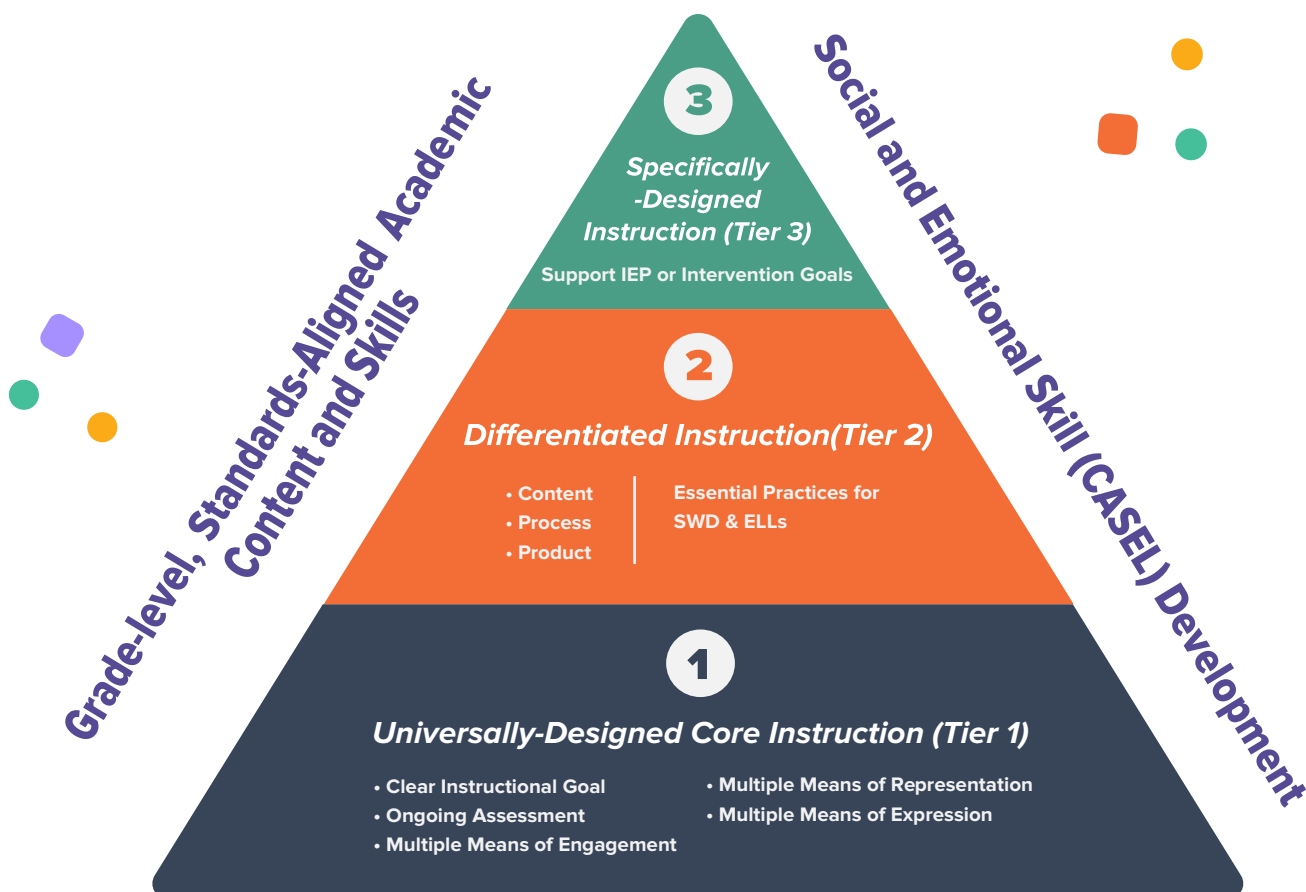 Grade-level, Standards-Aligned Academic
Content and Skills
Social and Emotional Skill (CASEL) Development
3
Specifically
-Designed
Instruction (Tier 3)
Support IEP or Intervention Goals
2
Differentiated Instruction(Tier 2)
• Content
• Process
• Product
Essential Practices for
SWD & ELLs
1
Universally-Designed Core Instruction (Tier 1)
• Clear Instructional Goal
• Ongoing Assessment
• Multiple Means of Engagement
• Multiple Means of Representation
• Multiple Means of Expression